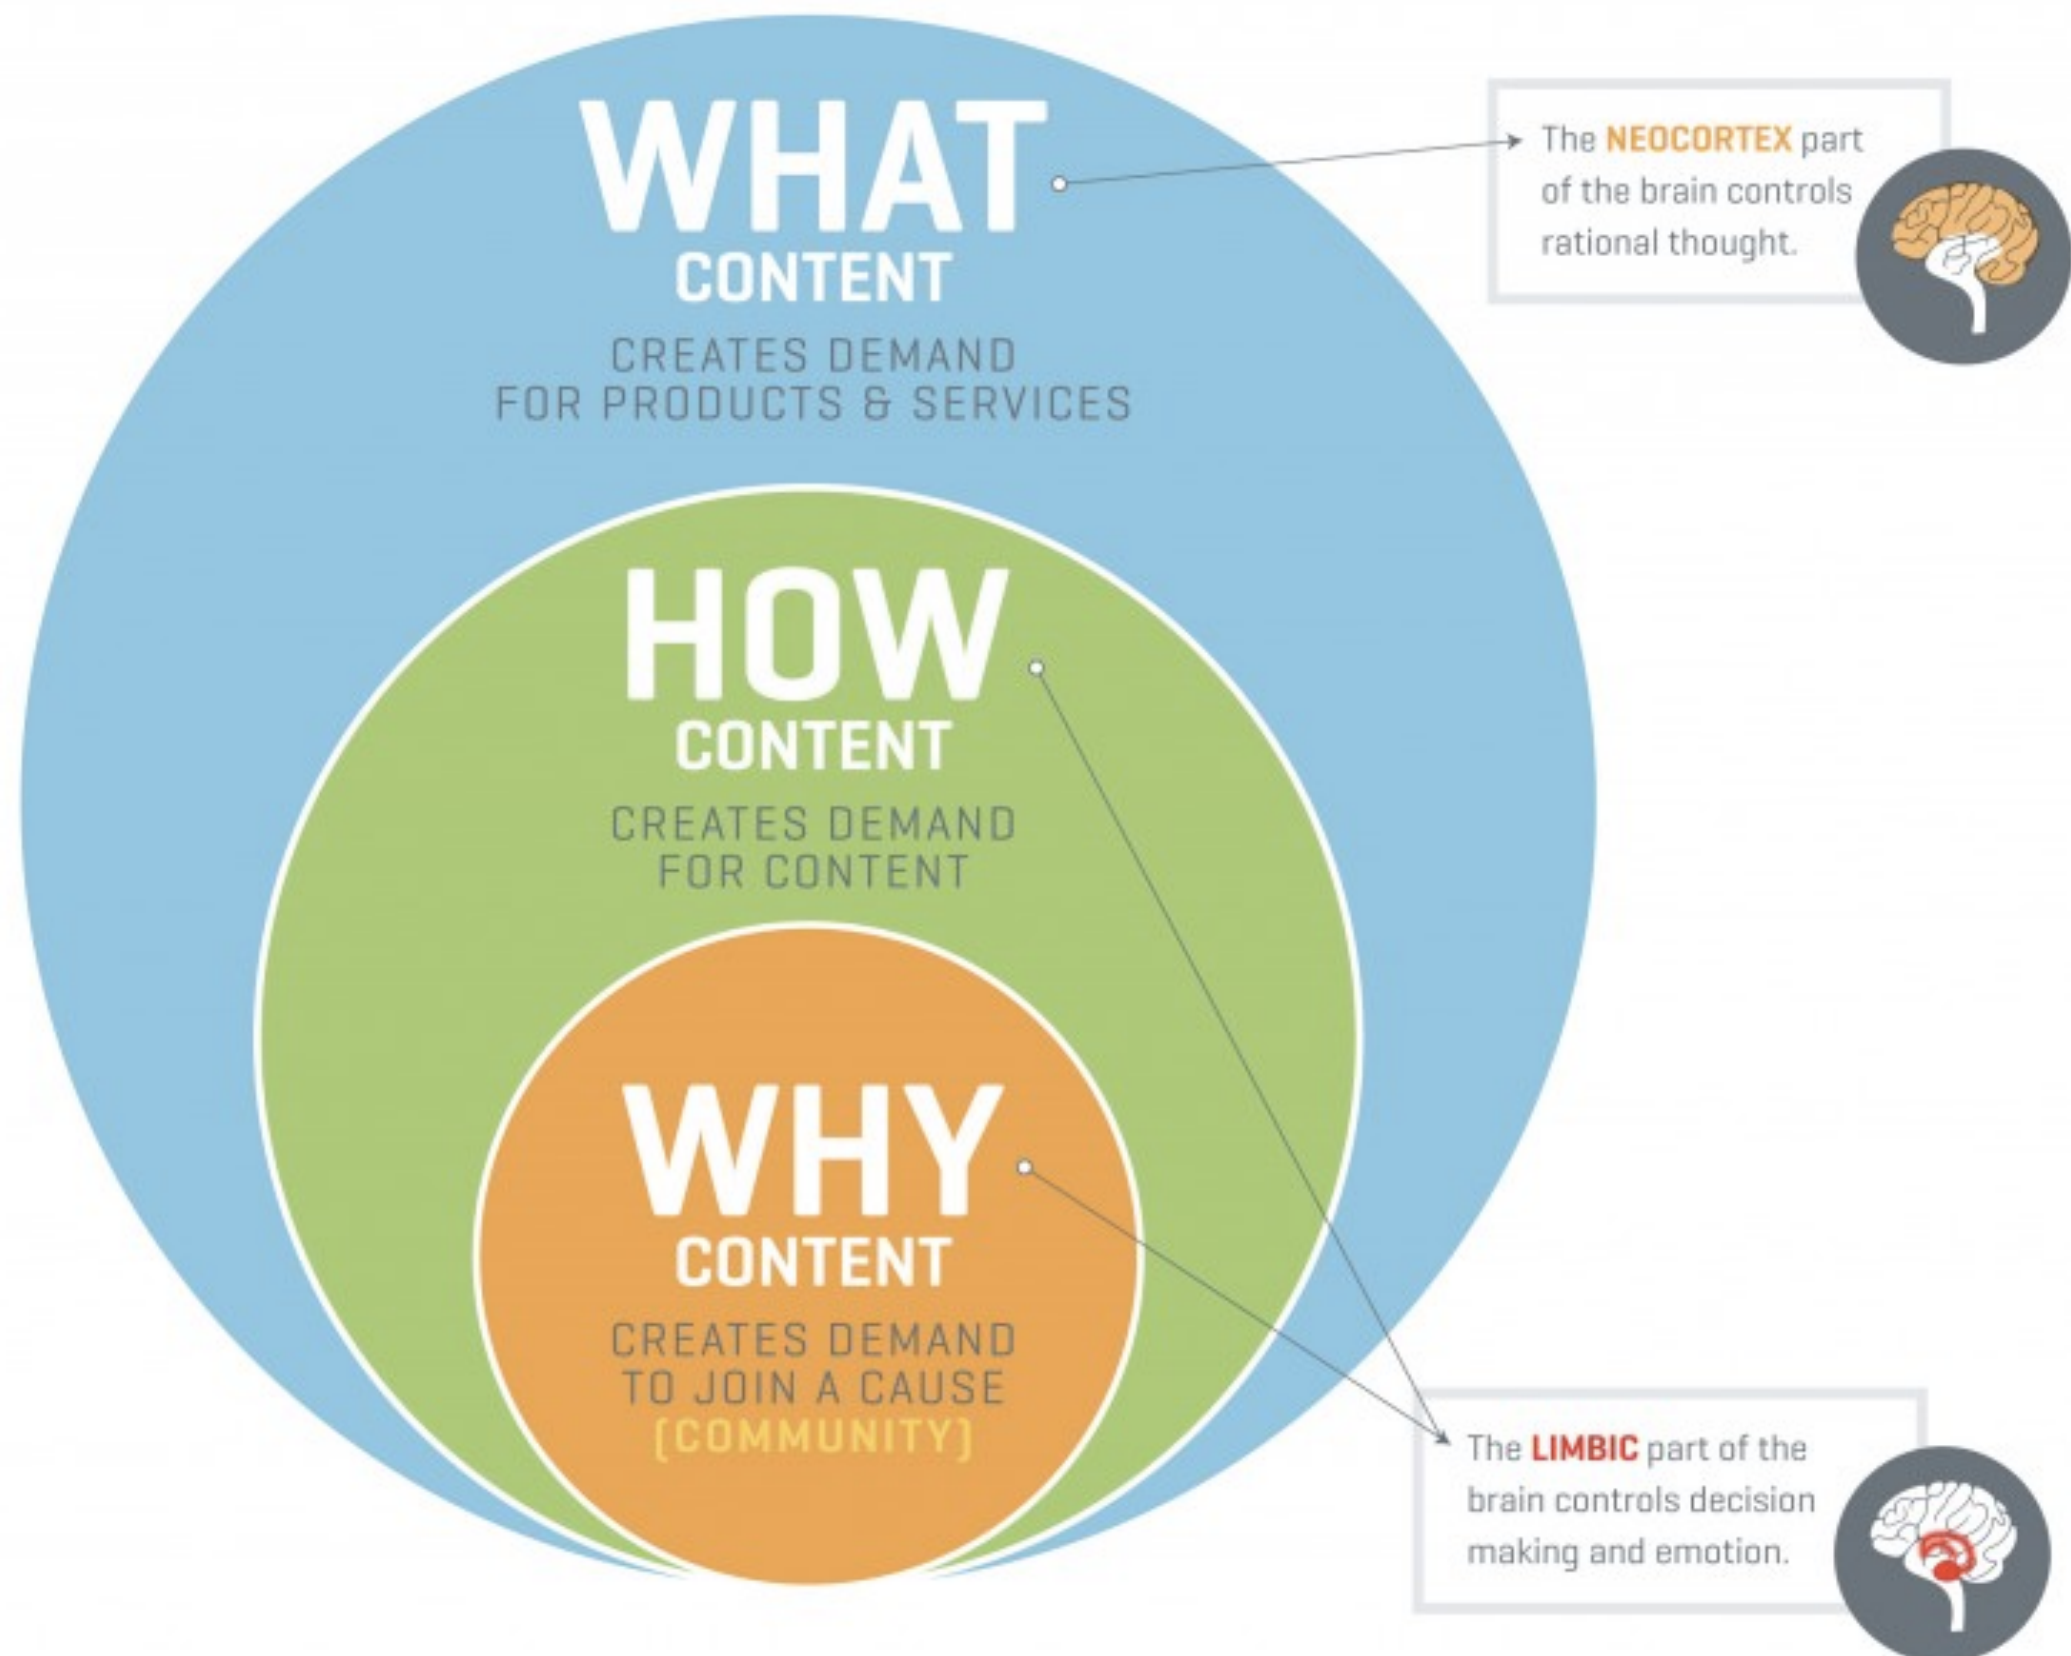 WHAT
CONTENT
CREATES DEMAND
FOR PRODUCTS & SERVICES
The NEOCORTEX part
of the brain controls
rational thought.
HOW
CONTENT
CREATES DEMAND
FOR CONTENT
WHY
CONTENT
CREATES DEMAND
TO JOIN A CAUSE
[COMMUNITY]
The LIMBIC part of the
brain controls decision
making and emotion.